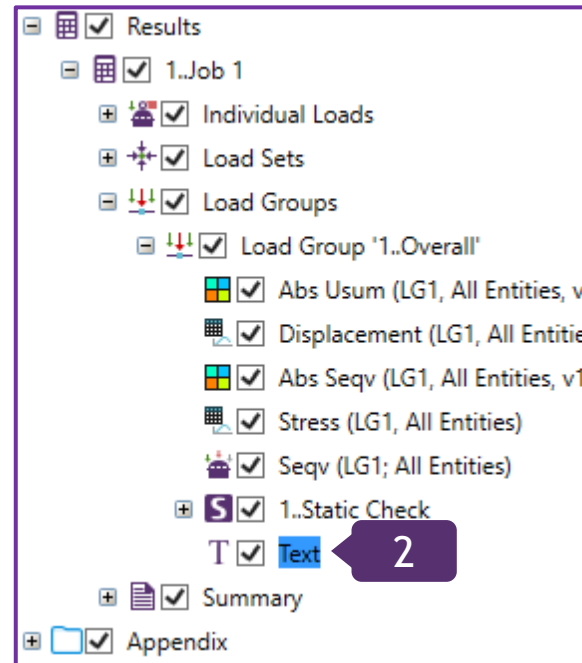 Results
1..Job 1
Individual Loads
Load Sets
Load Groups
Load Group '1..Overall'
Abs Usum (LG1, All Entities, v
Displacement (LG1, All Entitie
Abs Seqv (LG1, All Entities, v1
Stress (LG1, All Entities)
Seqv (LG1; All Entities)
S 1..Static Check
T Text 2
Summary
Appendix